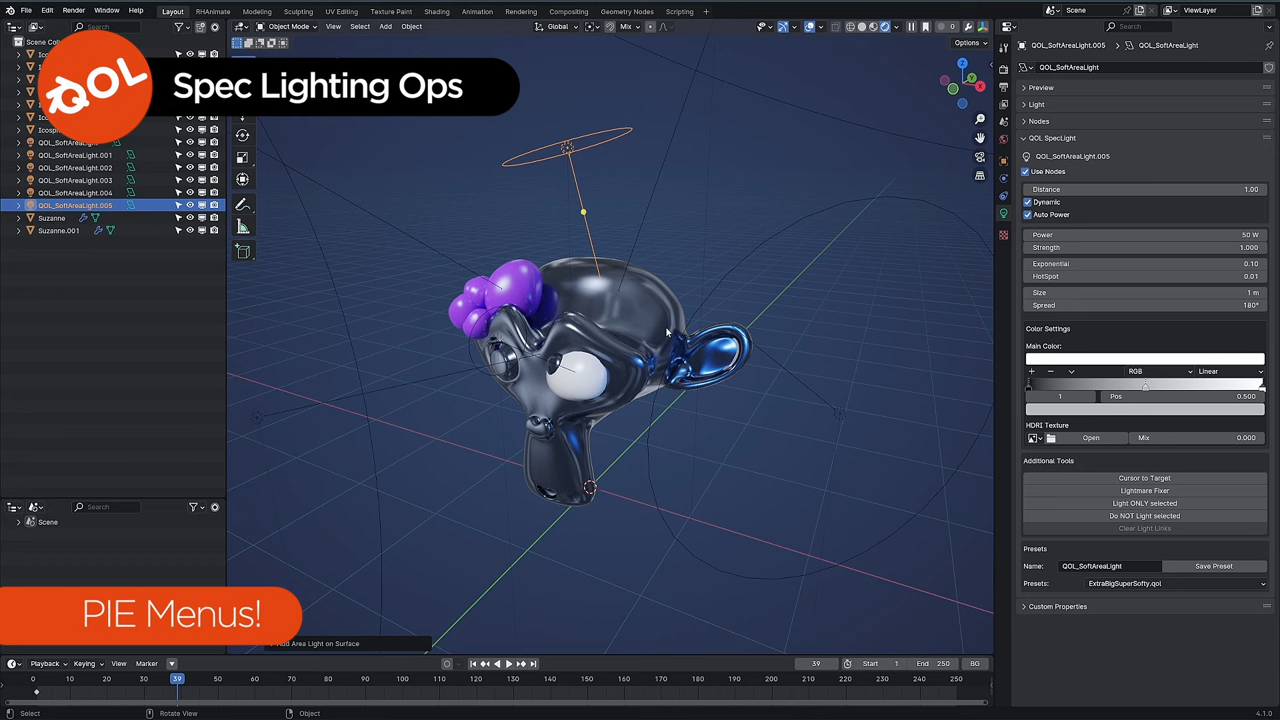 File Edit Render Window Help Layout Modeling Sculpting UV Editing Texture Paint Shading Animation Rendering Compositing Geometry Nodes Scripting Scene ViewLayer
Search RHAnimate Object Mode View Select Add Object Global Mix Search
Scene Col
Options
QOL
Spec Lighting Ops
QOL_SoftAreaLight
QOL_SoftAreaLight.001
QOL_SoftAreaLight.002
QOL_SoftAreaLight.003
QOL_SoftAreaLight.004
QOL_SoftAreaLight.005
Suzanne
Suzanne.001
Z
Y
X
Search
Scene
PIE Menus!
Add Area Light on Surface
QOL_SoftAreaLight.005 QOL_SoftAreaLight
QOL_SoftAreaLight
Preview
Light
Nodes
QOL SpecLight
QOL_SoftAreaLight.005
Use Nodes
Distance 1.00
Dynamic
Auto Power
Power 50 W
Strength 1.000
Exponential 0.10
HotSpot 0.01
Size 1 m
Spread 180°
Color Settings
Main Color:
RGB Linear
1 Pos 0.500
HDRI Texture
Open Mix 0.000
Additional Tools
Cursor to Target
Lightmare Fixer
Light ONLY selected
Do NOT Light selected
Clear Light Links
Presets
Name: QOL_SoftAreaLight Save Preset
Presets: ExtraBigSuperSofty.qol
Custom Properties
Playback Keying View Marker 39 Start 1 End 250 BG
0 10 20 30 39 50 60 70 80 90 100 110 120 130 140 150 160 170 180 190 200 210 220 230 240 250
Select Rotate View Object 4.1.0